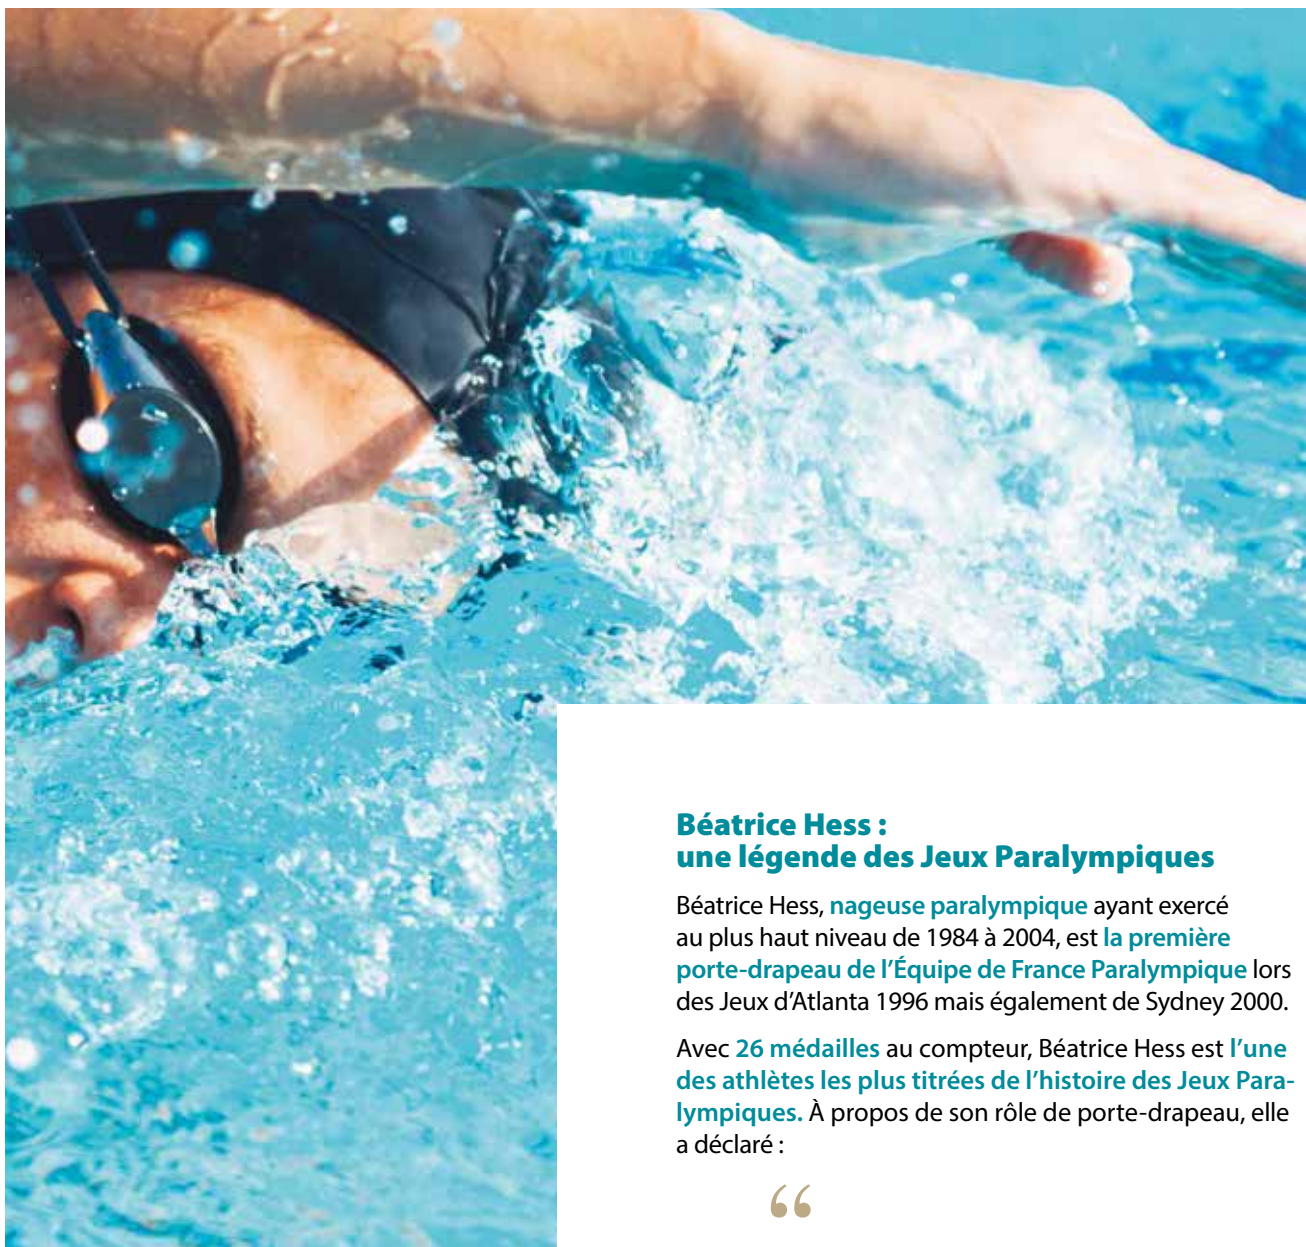 Béatrice Hess :
une légende des Jeux Paralympiques
Béatrice Hess, nageuse paralympique ayant exercé
au plus haut niveau de 1984 à 2004, est la première
porte-drapeau de l’Équipe de France Paralympique lors
des Jeux d’Atlanta 1996 mais également de Sydney 2000.
Avec 26 médailles au compteur, Béatrice Hess est l’une
des athlètes les plus titrées de l’histoire des Jeux Para-
lympiques. À propos de son rôle de porte-drapeau, elle
a déclaré :
“